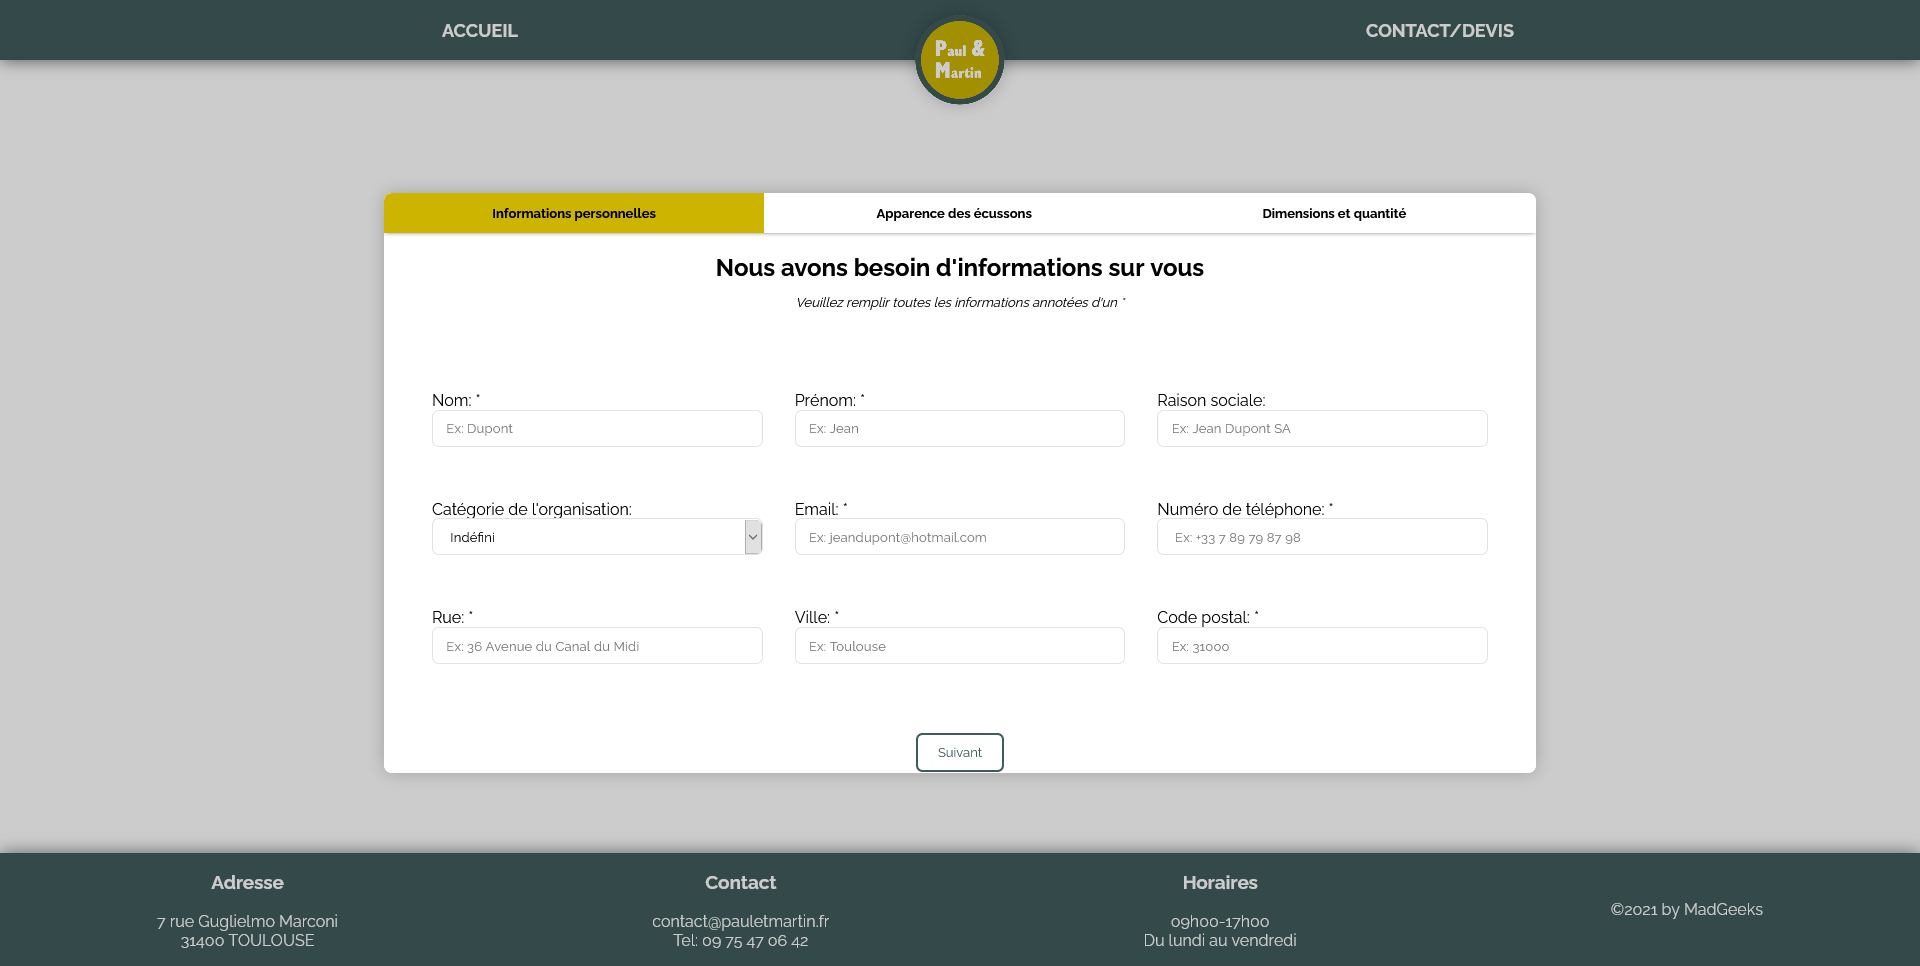 ACCUEIL
Paul &
Martin
CONTACT/DEVIS
Informations personnelles
Apparence des écussons
Dimensions et quantité
Nous avons besoin d'informations sur vous
Veuillez remplir toutes les informations annotées d'un *
Nom: *
Prénom: *
Raison sociale:
Ex: Dupont
Ex: Jean
Ex: Jean Dupont SA
Catégorie de l'organisation:
Email: *
Numéro de téléphone: *
Indéfini
Ex: jeandupont@hotmail.com
Ex: +33 7 89 79 87 98
Rue: *
Ville: *
Code postal: *
Ex: 36 Avenue du Canal du Midi
Ex: Toulouse
Ex: 31000
Suivant
Adresse
7 rue Guglielmo Marconi
31400 TOULOUSE
Contact
contact@pauletmartin.fr
Tel: 09 75 47 06 42
Horaires
09h00-17h00
Du lundi au vendredi
©2021 by MadGeeks